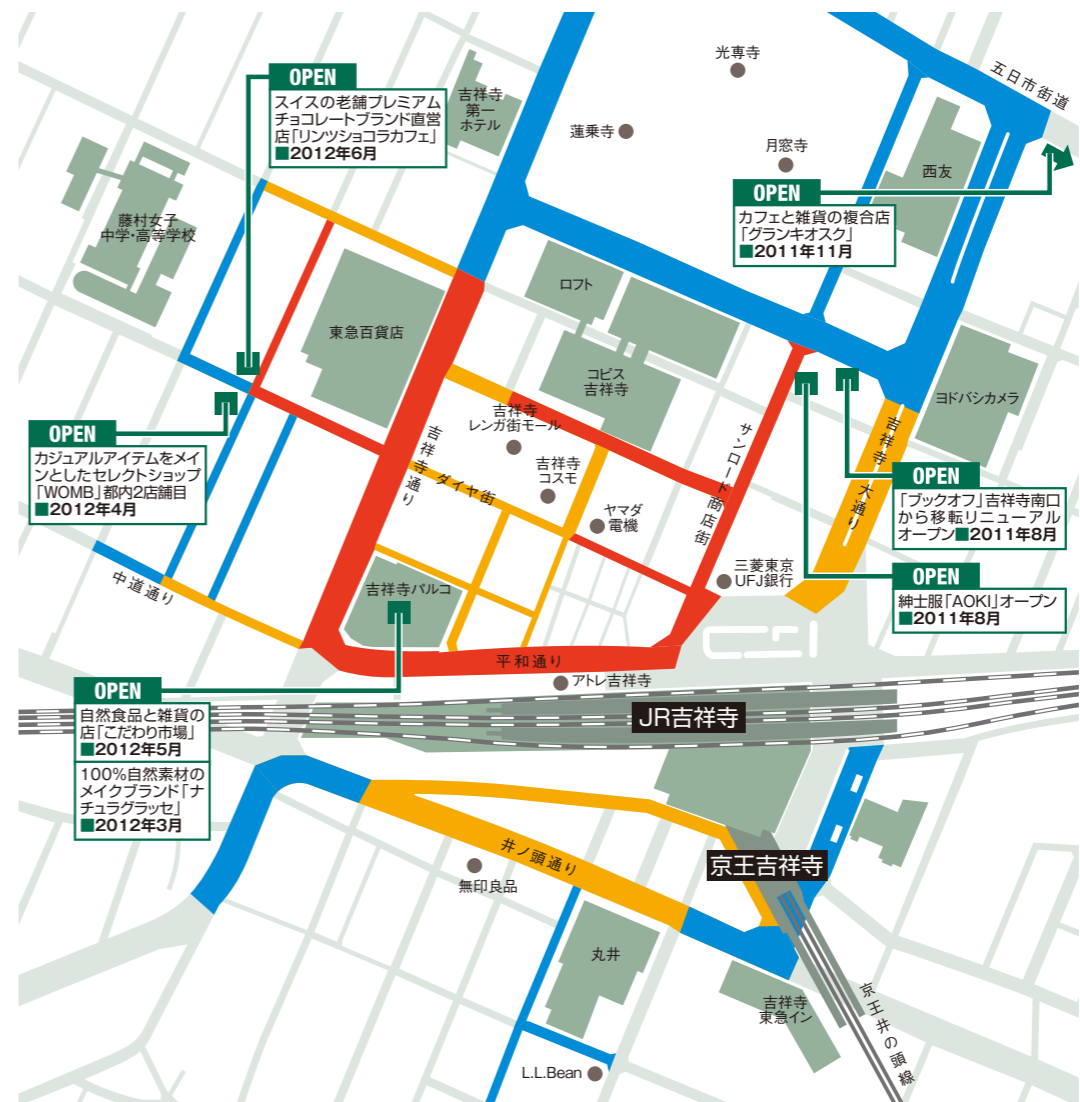 OPEN
スイスの老舗プレミアム
チョコレートブランド直営
店「リンツショコラカフェ」
■2012年6月
吉祥寺
第一
ホテル
光専寺
五日市街道
蓮乗寺
月窓寺
西友
OPEN
カフェと雑貨の複合店
「グランキオスク」
■2011年11月
藤村女子
中学・高等学校
ロフト
東急百貨店
コピス
吉祥寺
ヨドバシカメラ
OPEN
カジュアルアイテムをメイ
ンとしたセレクトショップ
「WOMB」都内2店舗目
■2012年4月
吉祥寺
レンガ街モール
吉祥寺通り
ダイヤ街
吉祥寺
コスモ
サンロード商店街
吉祥寺大通り
ヤマダ
電機
OPEN
「ブックオフ」吉祥寺南口
から移転リニューアル
オープン■2011年8月
三菱東京
UFJ銀行
OPEN
紳士服「AOKI」オープン
■2011年8月
中道通り
吉祥寺パルコ
平和通り
アトレ吉祥寺
JR吉祥寺
OPEN
自然食品と雑貨の
店「こだわり市場」
■2012年5月
100%自然素材の
メイクブランド「ナ
チュラグラッセ」
■2012年3月
井ノ頭通り
京王吉祥寺
無印良品
丸井
吉祥寺
東急イン
京王井の頭線
L.L.Bean